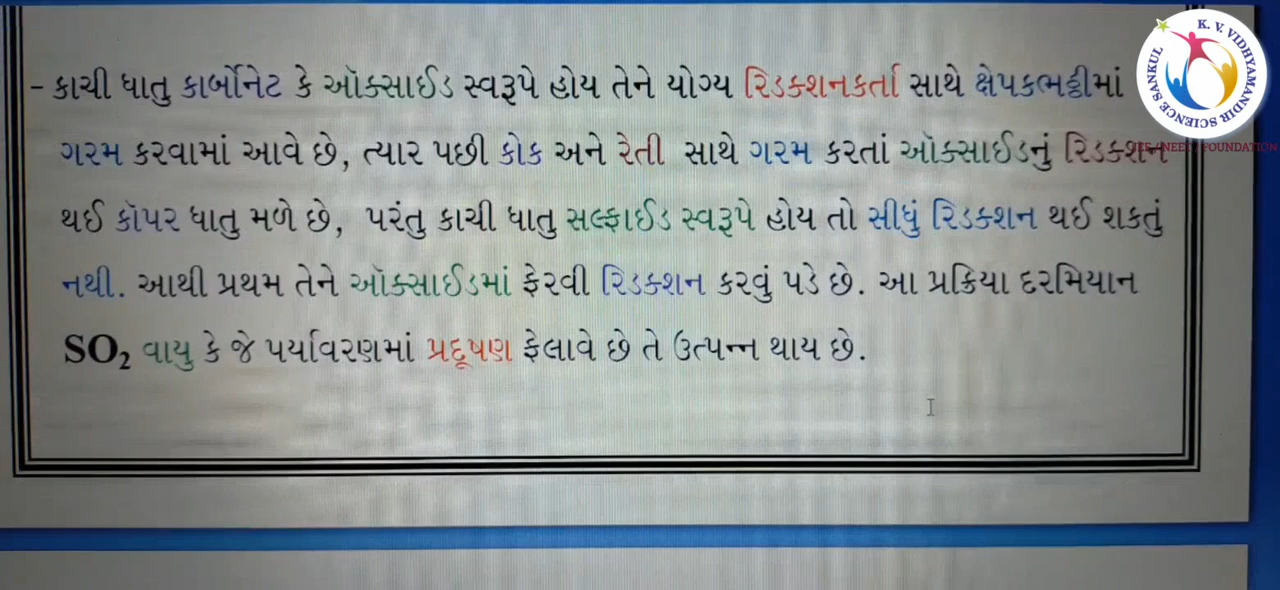 K. V. VIDHYAMANDIR SCIENCE SANKUL
- કાચી ધાતુ કાર્બોનેટ કે ઑક્સાઈડ સ્વરૂપે હોય તેને યોગ્ય રિડક્શનકર્તા સાથે ક્ષેપકભઠ્ઠીમાં
ગરમ કરવામાં આવે છે, ત્યાર પછી કોક અને રેતી સાથે ગરમ કરતાં ઑક્સાઈડનું રિડક્શન
JEE / NEET / FOUNDATION
થઈ કૉપર ધાતુ મળે છે, પરંતુ કાચી ધાતુ સલ્ફાઈડ સ્વરૂપે હોય તો સીધું રિડક્શન થઈ શકતું
નથી. આથી પ્રથમ તેને ઑક્સાઈડમાં ફેરવી રિડક્શન કરવું પડે છે. આ પ્રક્રિયા દરમિયાન
SO₂ વાયુ કે જે પર્યાવરણમાં પ્રદૂષણ ફેલાવે છે તે ઉત્પન્ન થાય છે.